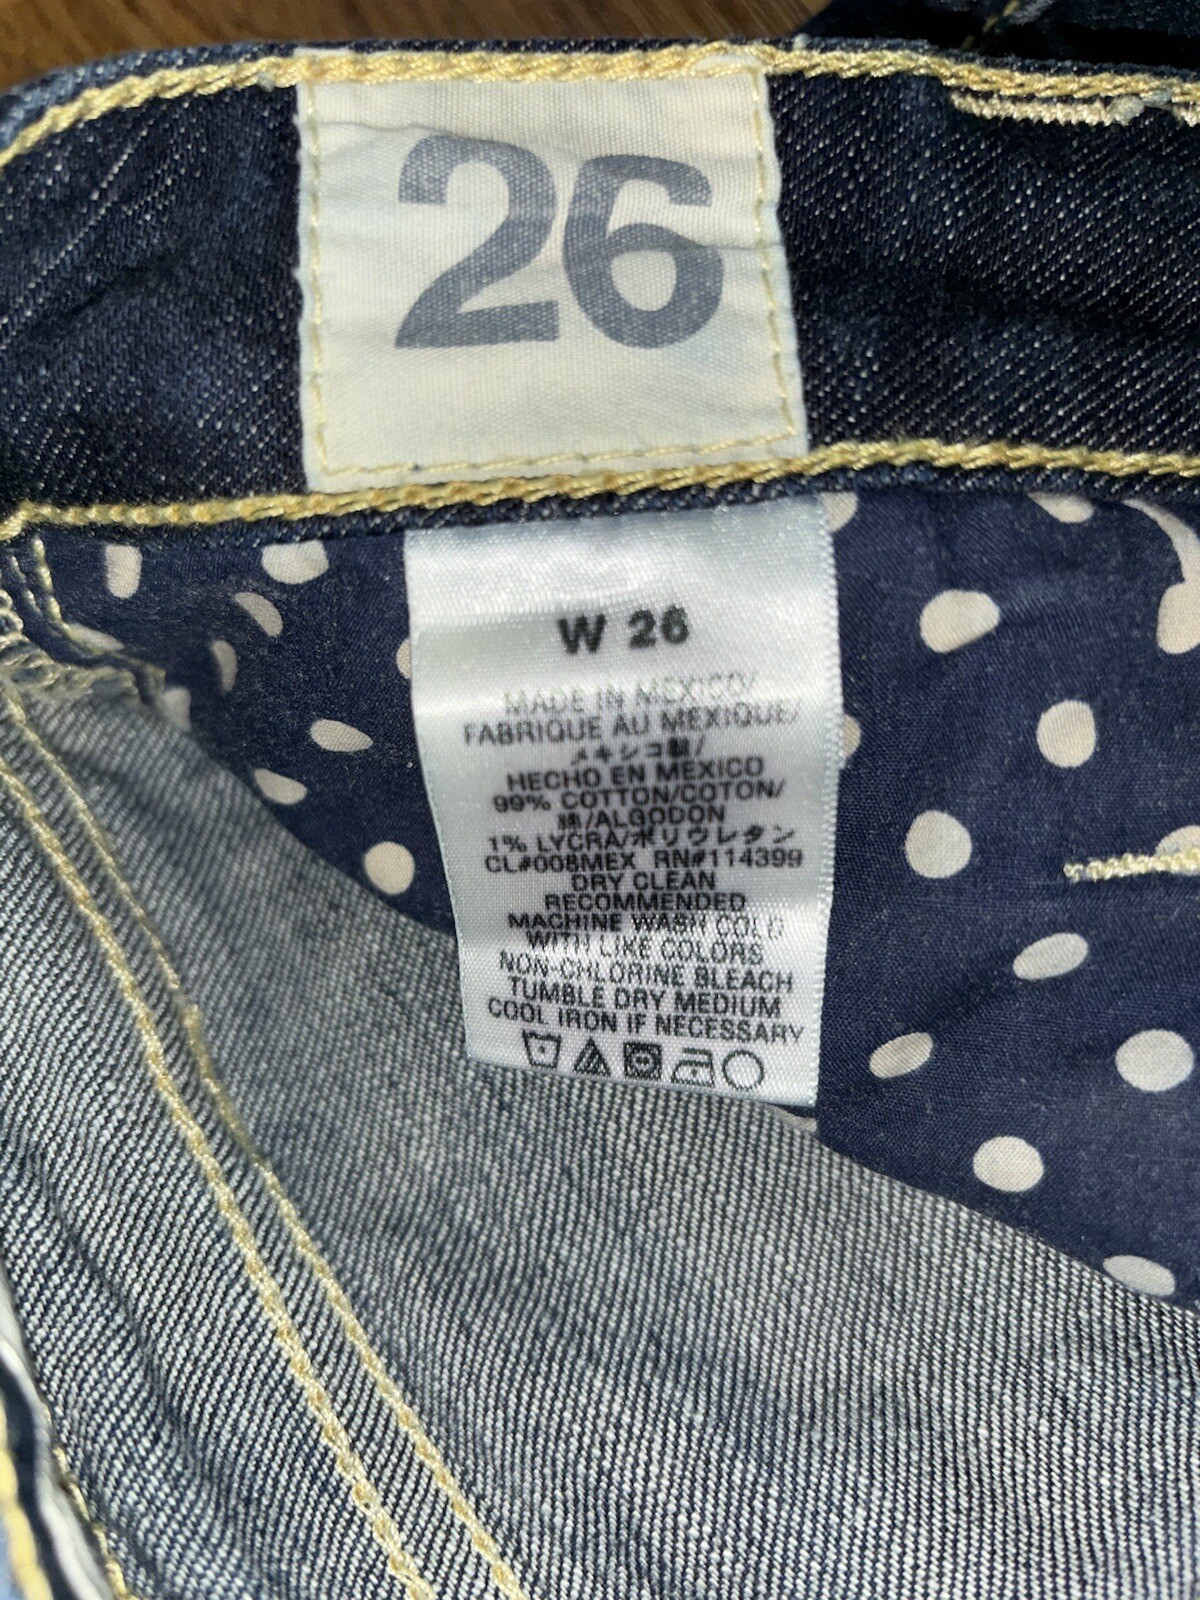 26
W 26
MADE IN MEXICO/
FABRIQUE AU MEXIQUE/
メキシコ製/
HECHO EN MEXICO
99% COTTON/COTON/
綿/ALGODON
1% LYCRA/ポリウレタン
CL#008MEX RN#114399
DRY CLEAN
RECOMMENDED
MACHINE WASH COLD
WITH LIKE COLORS
NON-CHLORINE BLEACH
TUMBLE DRY MEDIUM
COOL IRON IF NECESSARY